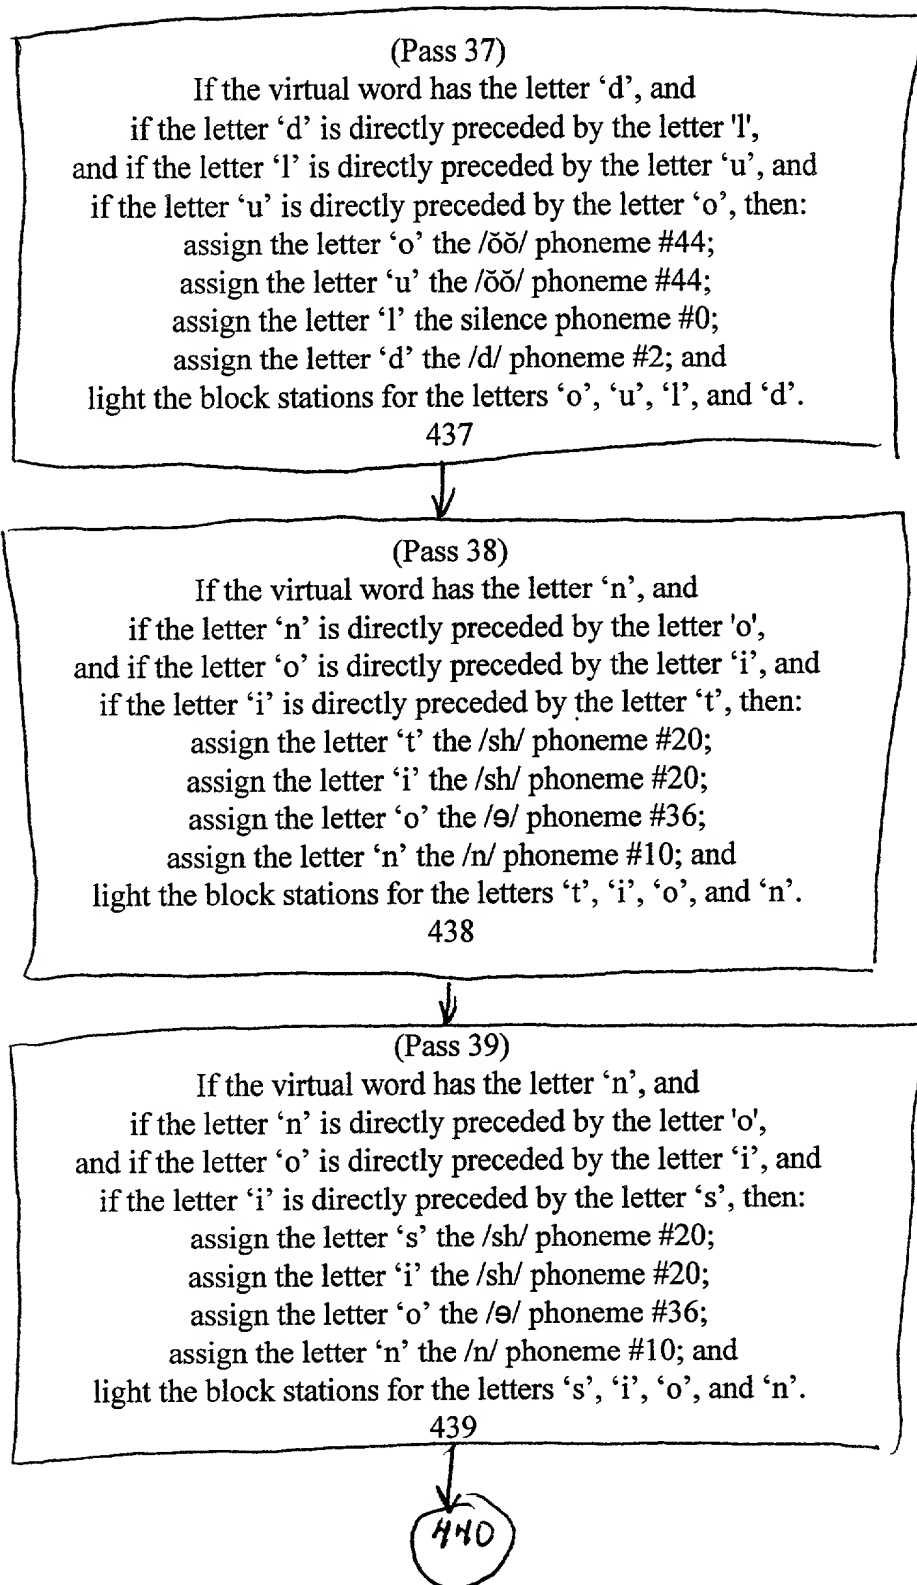 (Pass 37)
If the virtual word has the letter ‘d’, and
if the letter ‘d’ is directly preceded by the letter 'l',
and if the letter ‘l’ is directly preceded by the letter ‘u’, and
if the letter ‘u’ is directly preceded by the letter ‘o’, then:
assign the letter ‘o’ the /ŏŏ/ phoneme #44;
assign the letter ‘u’ the /ŏŏ/ phoneme #44;
assign the letter ‘l’ the silence phoneme #0;
assign the letter ‘d’ the /d/ phoneme #2; and
light the block stations for the letters ‘o’, ‘u’, ‘l’, and ‘d’.
437
(Pass 38)
If the virtual word has the letter ‘n’, and
if the letter ‘n’ is directly preceded by the letter 'o',
and if the letter ‘o’ is directly preceded by the letter ‘i’, and
if the letter ‘i’ is directly preceded by the letter ‘t’, then:
assign the letter ‘t’ the /sh/ phoneme #20;
assign the letter ‘i’ the /sh/ phoneme #20;
assign the letter ‘o’ the /ɘ/ phoneme #36;
assign the letter ‘n’ the /n/ phoneme #10; and
light the block stations for the letters ‘t’, ‘i’, ‘o’, and ‘n’.
438
(Pass 39)
If the virtual word has the letter ‘n’, and
if the letter ‘n’ is directly preceded by the letter 'o',
and if the letter ‘o’ is directly preceded by the letter ‘i’, and
if the letter ‘i’ is directly preceded by the letter ‘s’, then:
assign the letter ‘s’ the /sh/ phoneme #20;
assign the letter ‘i’ the /sh/ phoneme #20;
assign the letter ‘o’ the /ɘ/ phoneme #36;
assign the letter ‘n’ the /n/ phoneme #10; and
light the block stations for the letters ‘s’, ‘i’, ‘o’, and ‘n’.
439
440